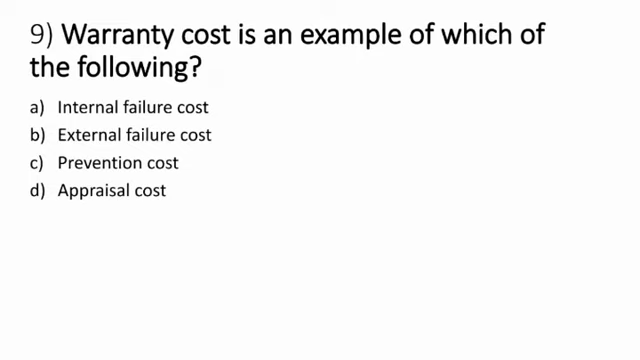 9) Warranty cost is an example of which of
the following?
a) Internal failure cost
b) External failure cost
c) Prevention cost
d) Appraisal cost